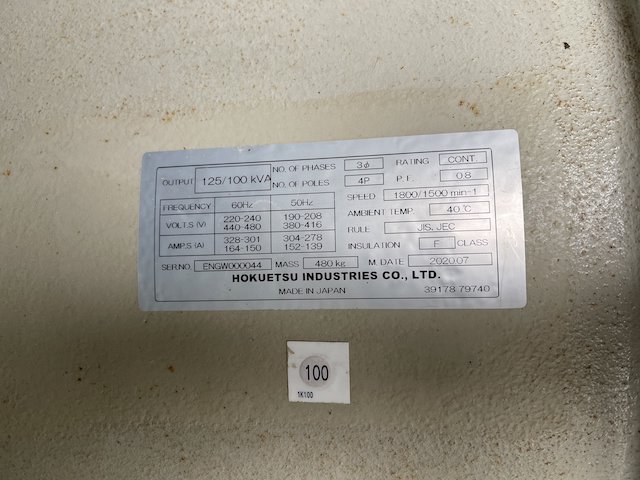 OUTPUT 125/100 kVA NO. OF PHASES 3ϕ RATING CONT.
NO. OF POLES 4P P. F. 0.8
FREQUENCY 60Hz 50Hz SPEED 1800/1500 min-1
VOLT.S (V) 220-240 190-208 AMBIENT TEMP. 40 ℃
440-480 380-416 RULE JIS, JEC
AMP.S (A) 328-301 304-278 INSULATION F CLASS
164-150 152-139
SER.NO. ENGW000044 MASS 480 kg M. DATE 2020.07
HOKUETSU INDUSTRIES CO., LTD.
MADE IN JAPAN 39178 79740
100
1K100